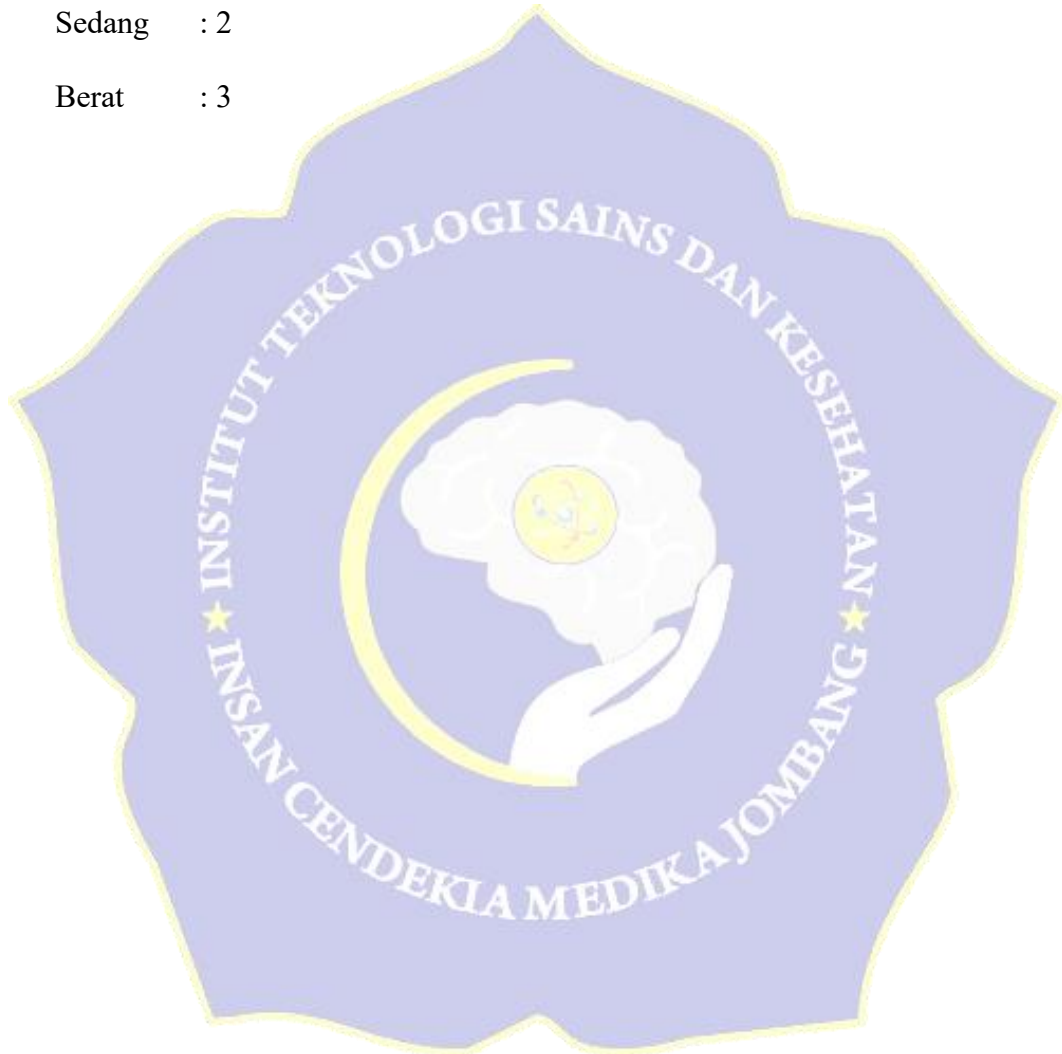 Sedang : 2
Berat : 3
INSTITUT TEKNOLOGI SAINS DAN KESEHATAN
INSAN CENDEKIA MEDIKA JOMBANG